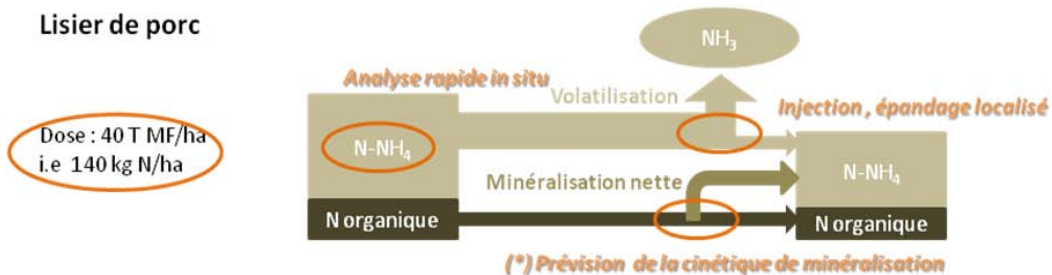 Lisier de porc
NH3
Analyse rapide in situ
Volatilisation
Injection , épandage localisé
Dose : 40 T MF/ha
i.e 140 kg N/ha
N-NH4
Minéralisation nette
N-NH4
N organique
N organique
(*) Prévision de la cinétique de minéralisation